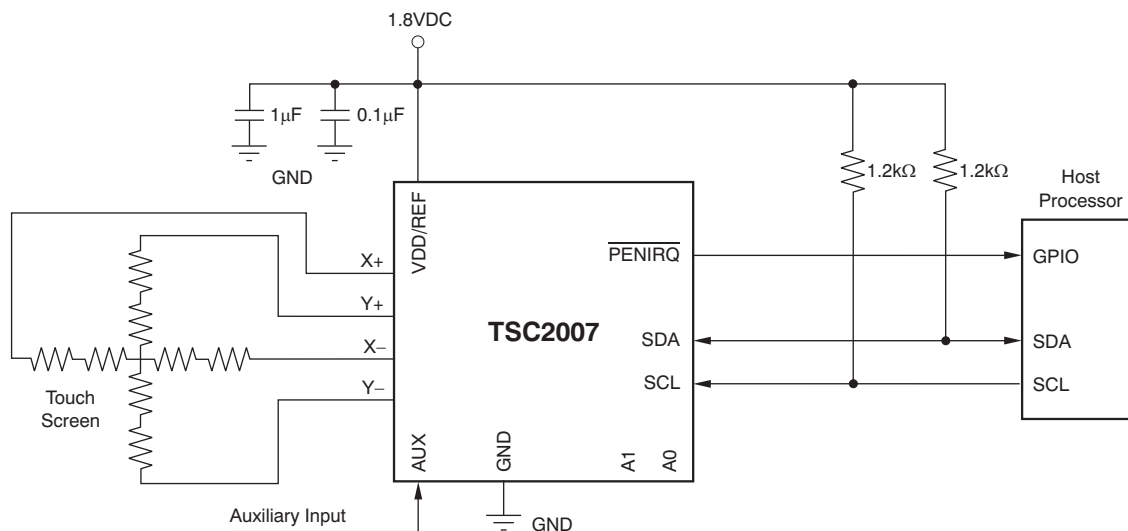 1.8VDC
1μF
0.1μF
GND
1.2kΩ
1.2kΩ
Host
Processor
VDD/REF
PENIRQ
GPIO
X+
Y+
TSC2007
X–
SDA
SDA
Y–
SCL
SCL
Touch
Screen
AUX
GND
A1
A0
Auxiliary Input
GND